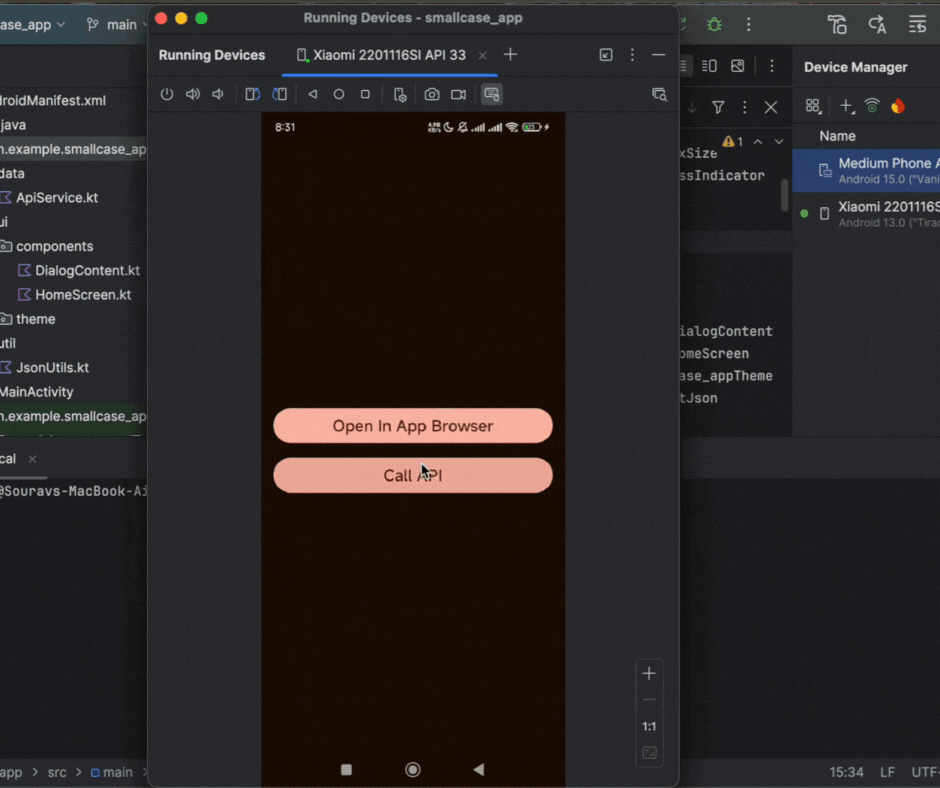 Running Devices - smallcase_app
ase_app
main
Running Devices
Xiaomi 2201116SI API 33
Device Manager
Name
Medium Phone A
Android 15.0 ("Vani
Xiaomi 2201116S
Android 13.0 ("Tira
droidManifest.xml
java
m.example.smallcase_ap
data
ApiService.kt
ui
components
DialogContent.kt
HomeScreen.kt
theme
util
JsonUtils.kt
MainActivity
m.example.smallcase_ap
cal
@Souravs-MacBook-Ai
8:31
Open In App Browser
Call API
1
xSize
ssIndicator
ialogContent
omeScreen
ase_appTheme
tJson
1:1
app
src
main
15:34
LF
UTF-